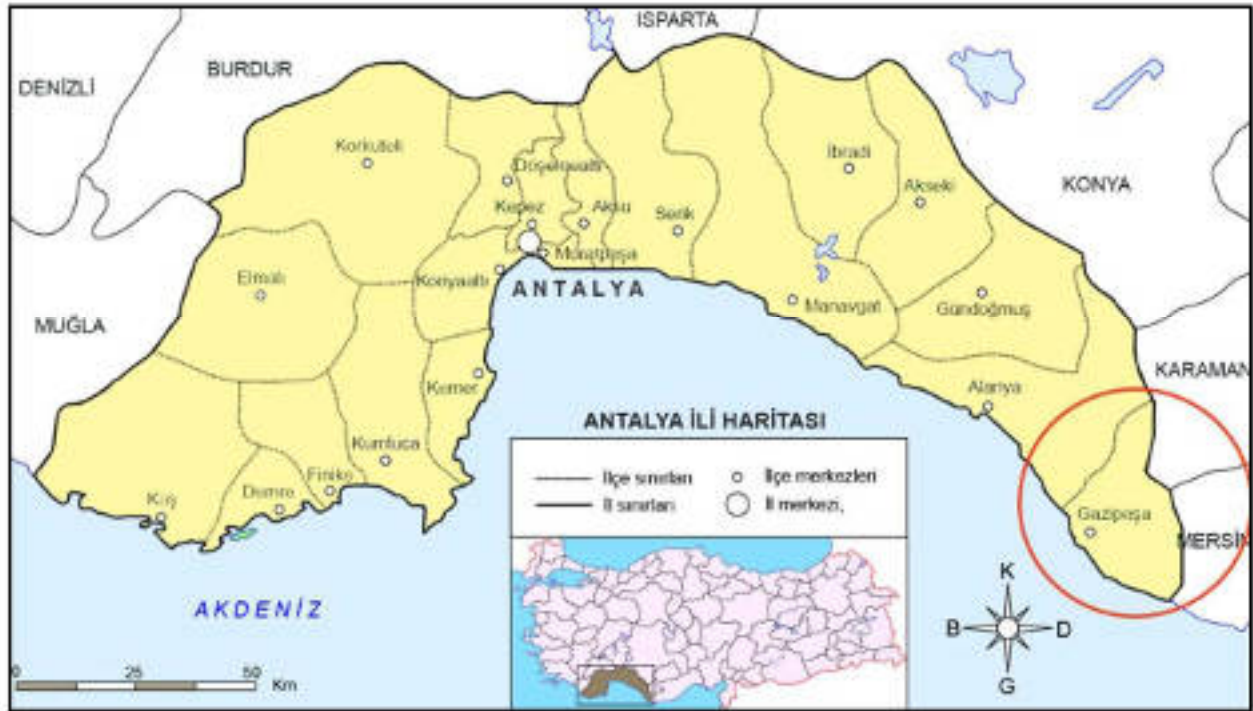 ISPARTA
BURDUR
DENİZLİ
Korkuteli
İbradı
Akseki
KONYA
Döşemealtı
Kepez
Aksu
Serik
Muratpaşa
Elmalı
Konyaaltı
ANTALYA
Manavgat
Gündoğmuş
MUĞLA
Kemer
Alanya
KARAMAN
ANTALYA İLİ HARİTASI
Kumluca
Finike
Demre
Kaş
İlçe sınırları
İlçe merkezleri
İl sınırları
İl merkezi,
Gazipaşa
MERSİN
AKDENİZ
K
B
D
G
0
25
50
Km